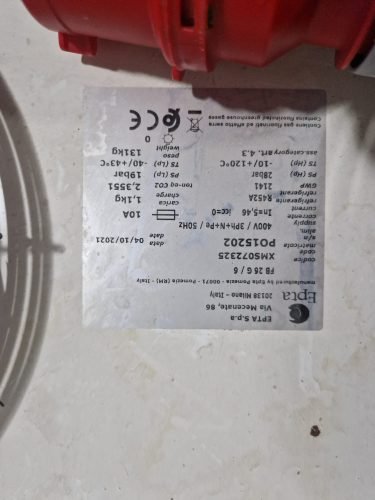 EPTA S.p.a
Via Mecenate, 86
20138 Milano - Italy
Epta
manufactured by Epta Pomezia - 00071 - Pomezia (RM) - Italy
FB 26 G 6
codice
code XMS072325
matricola
s/n PO15202 data
date 04/10/2021
alim.
supply 400V / 3Ph+N+Pe / 50Hz
corrente
current In=5,46 Icc=0 10A
refrigerante
refrigerant R452A carica
charge 1,1kg
GWP 2141 ton-eq CO2 2,3551
PS (Hp) 28bar PS (Lp) 19bar
TS (Hp) -10/+120°C TS (Lp) -40/+43°C
ass.category art. 4.3 peso
weight 131kg
0
CE
Contiene gas fluorurati ad effetto serra
Contains fluorinated greenhouse gases